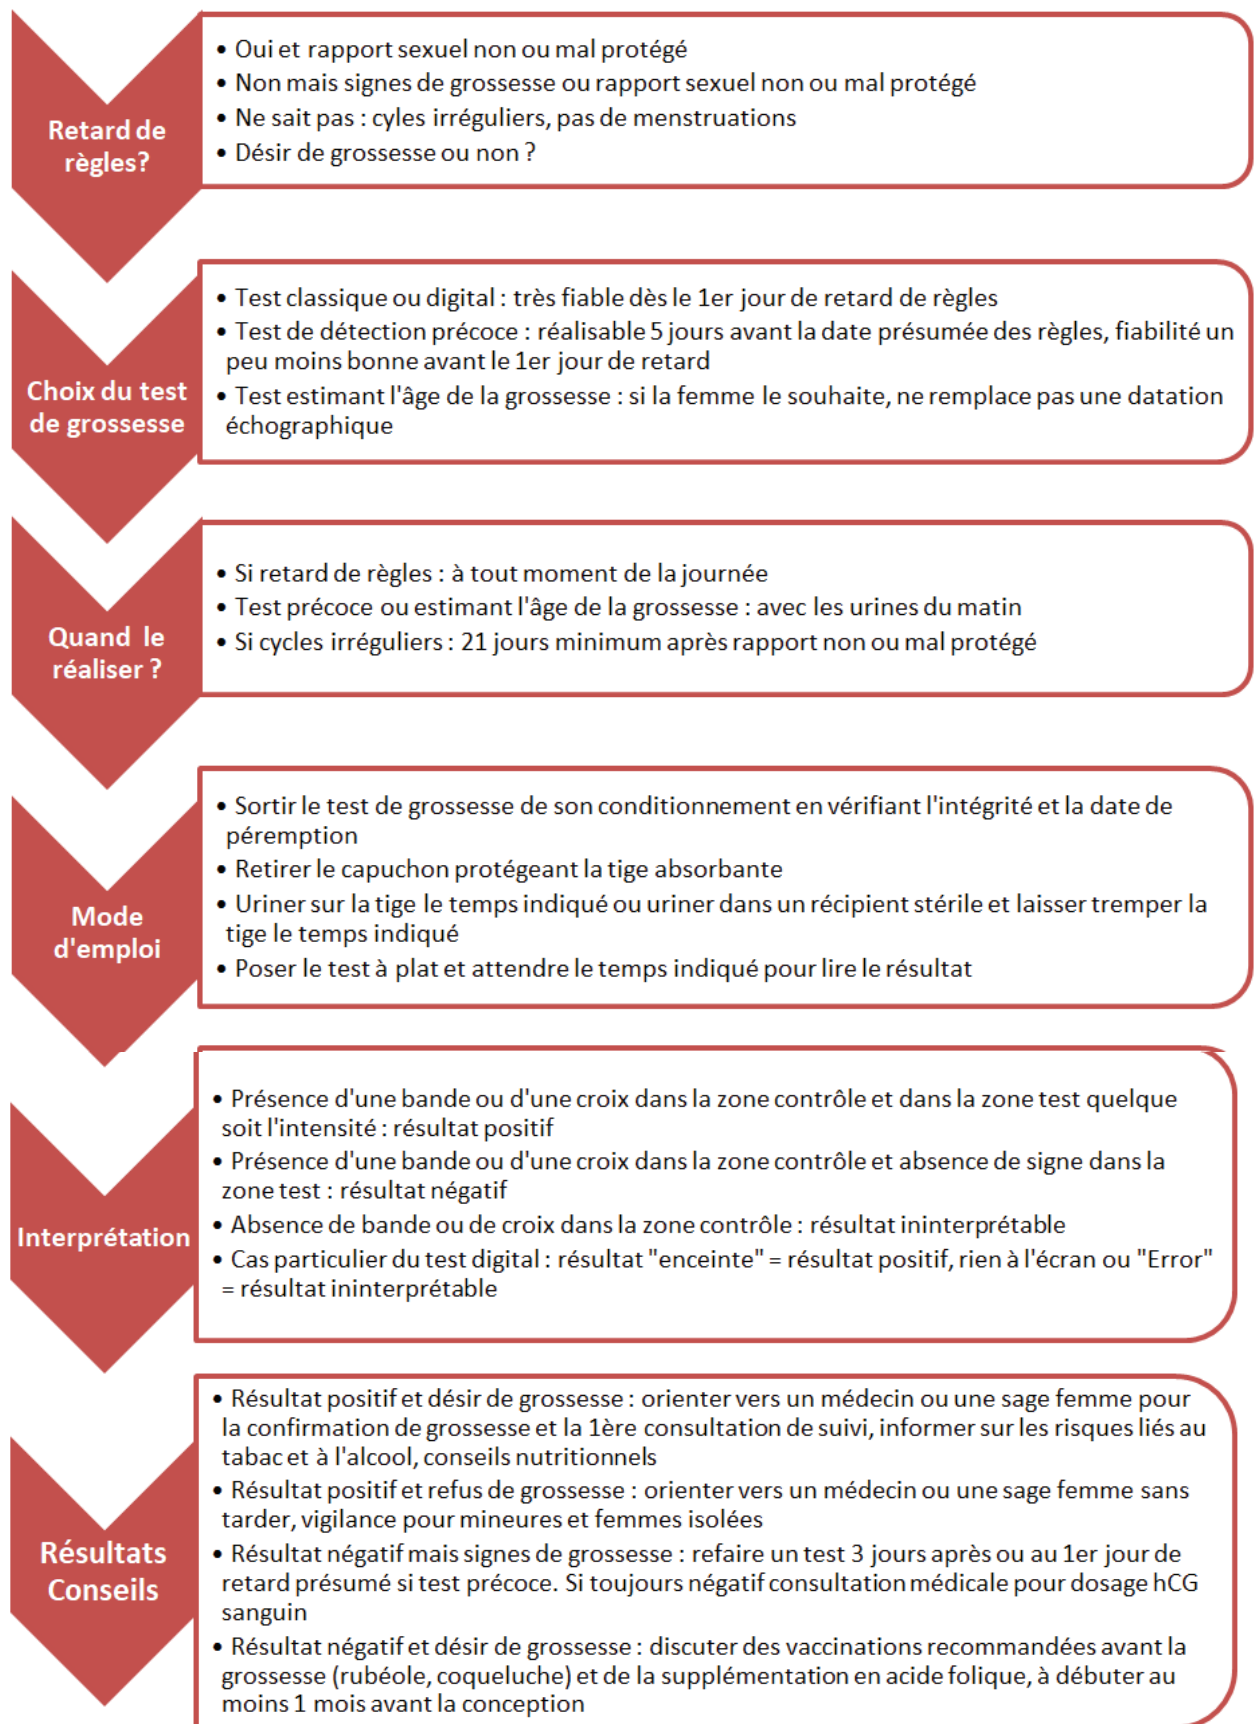 Retard de
règles?
• Oui et rapport sexuel non ou mal protégé
• Non mais signes de grossesse ou rapport sexuel non ou mal protégé
• Ne sait pas : cyles irréguliers, pas de menstruations
• Désir de grossesse ou non ?
Choix du test
de grossesse
• Test classique ou digital : très fiable dès le 1er jour de retard de règles
• Test de détection précoce : réalisable 5 jours avant la date présumée des règles, fiabilité un
peu moins bonne avant le 1er jour de retard
• Test estimant l'âge de la grossesse : si la femme le souhaite, ne remplace pas une datation
échographique
Quand le
réaliser ?
• Si retard de règles : à tout moment de la journée
• Test précoce ou estimant l'âge de la grossesse : avec les urines du matin
• Si cycles irréguliers : 21 jours minimum après rapport non ou mal protégé
Mode
d'emploi
• Sortir le test de grossesse de son conditionnement en vérifiant l'intégrité et la date de
péremption
• Retirer le capuchon protégeant la tige absorbante
• Uriner sur la tige le temps indiqué ou uriner dans un récipient stérile et laisser tremper la
tige le temps indiqué
• Poser le test à plat et attendre le temps indiqué pour lire le résultat
Interprétation
• Présence d'une bande ou d'une croix dans la zone contrôle et dans la zone test quelque
soit l'intensité : résultat positif
• Présence d'une bande ou d'une croix dans la zone contrôle et absence de signe dans la
zone test : résultat négatif
• Absence de bande ou de croix dans la zone contrôle : résultat ininterprétable
• Cas particulier du test digital : résultat "enceinte" = résultat positif, rien à l'écran ou "Error"
= résultat ininterprétable
Résultats
Conseils
• Résultat positif et désir de grossesse : orienter vers un médecin ou une sage femme pour
la confirmation de grossesse et la 1ère consultation de suivi, informer sur les risques liés au
tabac et à l'alcool, conseils nutritionnels
• Résultat positif et refus de grossesse : orienter vers un médecin ou une sage femme sans
tarder, vigilance pour mineures et femmes isolées
• Résultat négatif mais signes de grossesse : refaire un test 3 jours après ou au 1er jour de
retard présumé si test précoce. Si toujours négatif consultation médicale pour dosage hCG
sanguin
• Résultat négatif et désir de grossesse : discuter des vaccinations recommandées avant la
grossesse (rubéole, coqueluche) et de la supplémentation en acide folique, à débuter au
moins 1 mois avant la conception